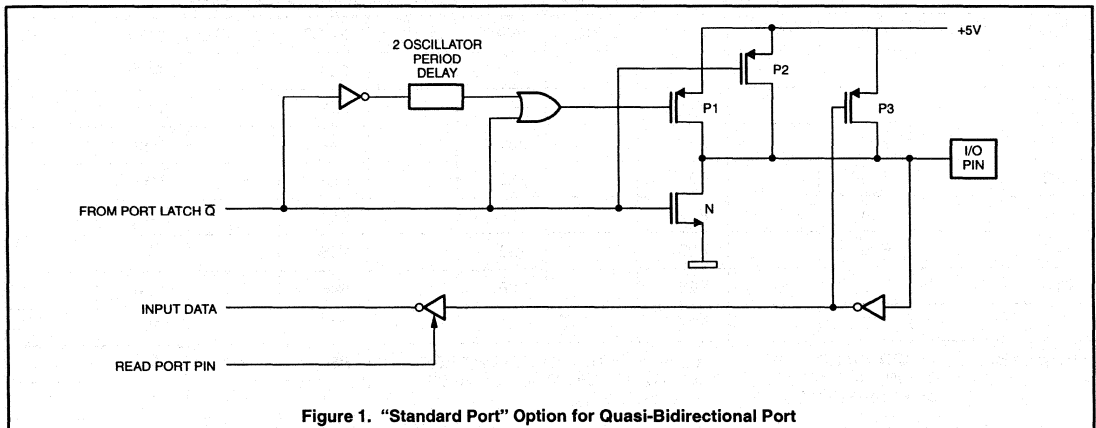 2 OSCILLATOR
PERIOD
DELAY
+5V
P2
P1
P3
I/O
PIN
FROM PORT LATCH Q̅
N
INPUT DATA
READ PORT PIN
Figure 1. “Standard Port” Option for Quasi-Bidirectional Port